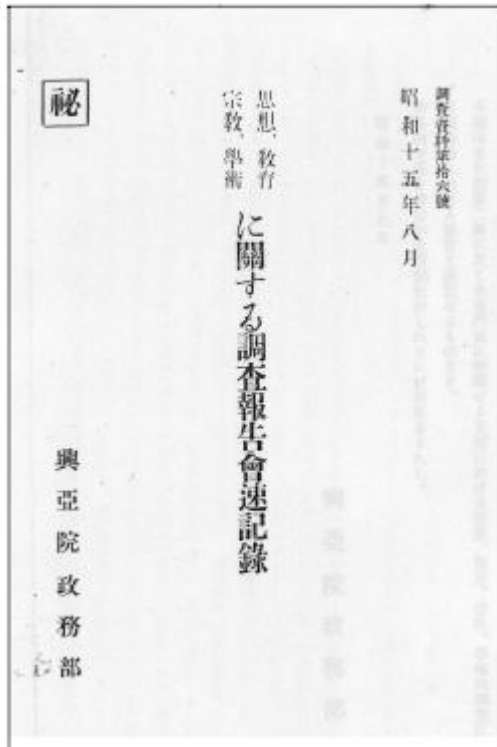 調査資料第拾六號
昭和十五年八月
思想、教育
宗教、學術
に關する調査報告會速記錄
祕
興亞院政務部